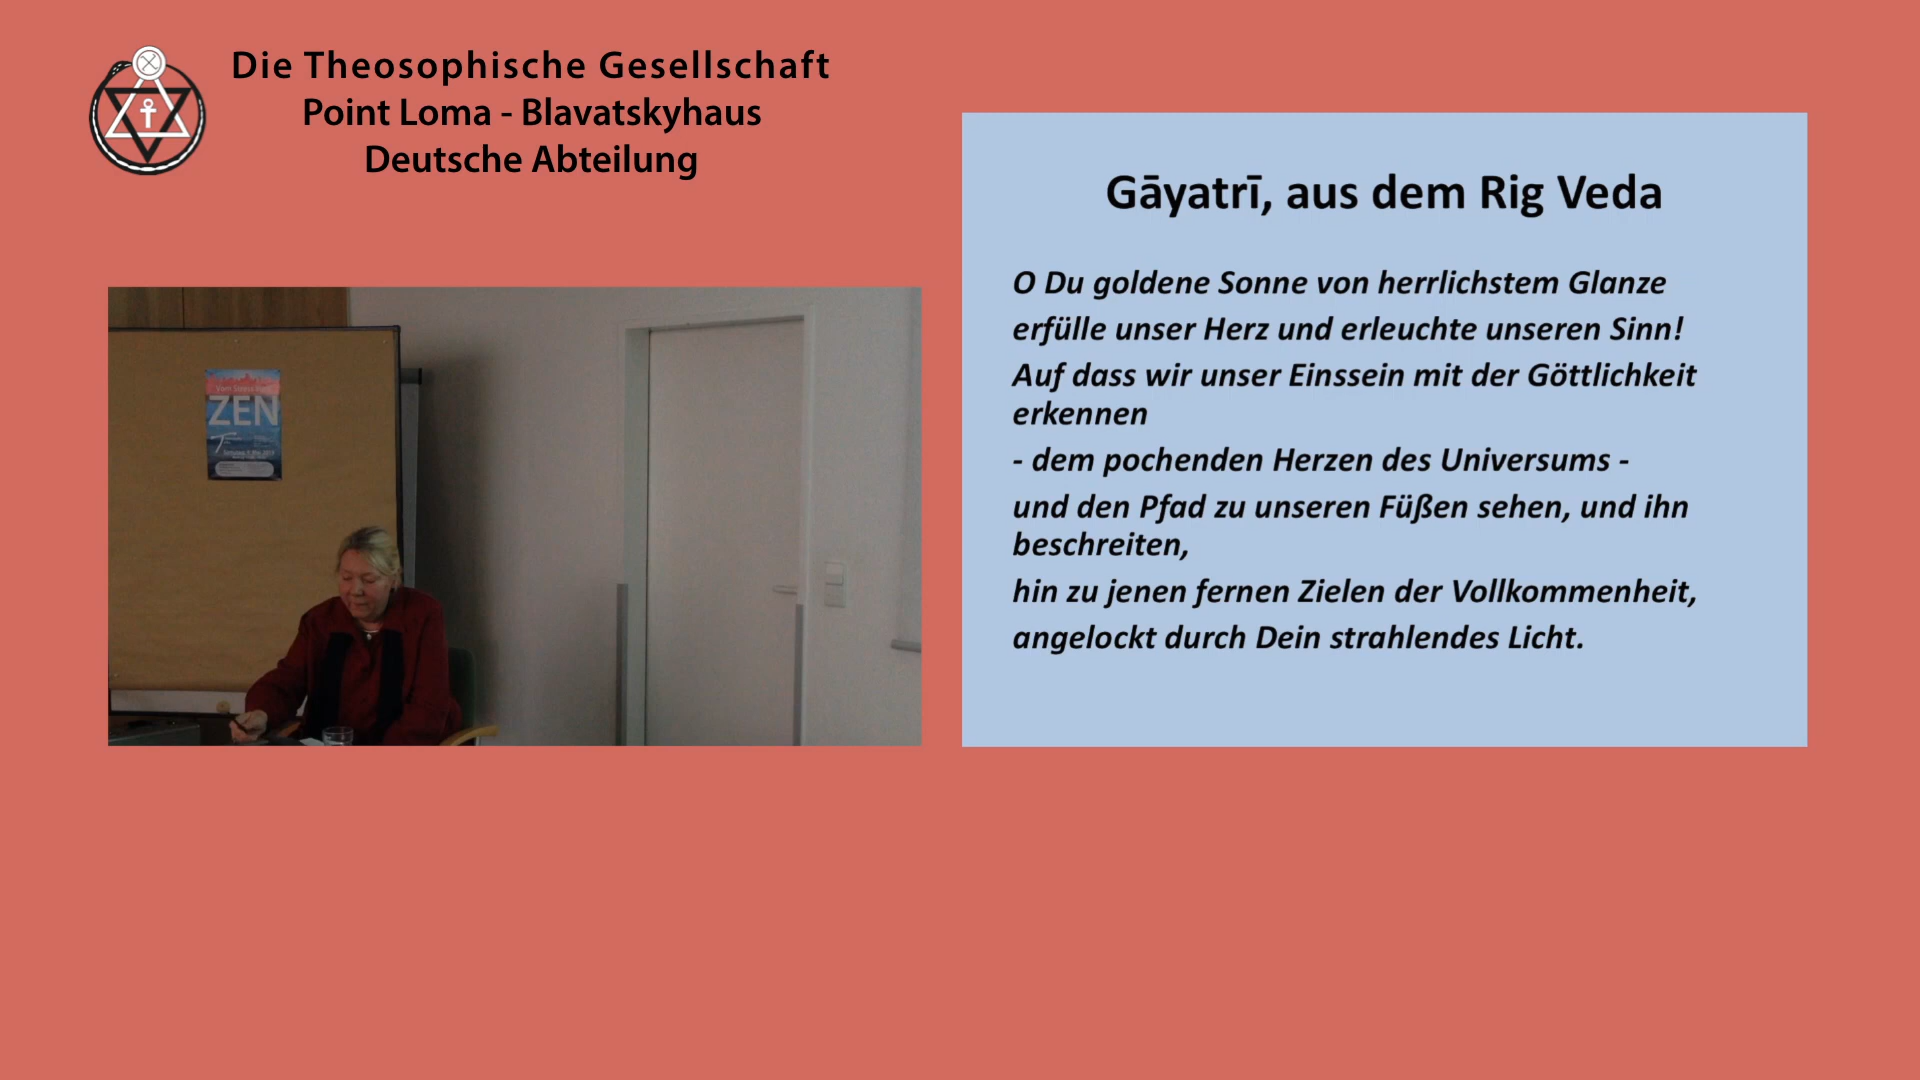 Die Theosophische Gesellschaft
Point Loma - Blavatskyhaus
Deutsche Abteilung
Gāyatrī, aus dem Rig Veda
O Du goldene Sonne von herrlichstem Glanze
erfülle unser Herz und erleuchte unseren Sinn!
Auf dass wir unser Einssein mit der Göttlichkeit
erkennen
- dem pochenden Herzen des Universums -
und den Pfad zu unseren Füßen sehen, und ihn
beschreiten,
hin zu jenen fernen Zielen der Vollkommenheit,
angelockt durch Dein strahlendes Licht.
ZEN